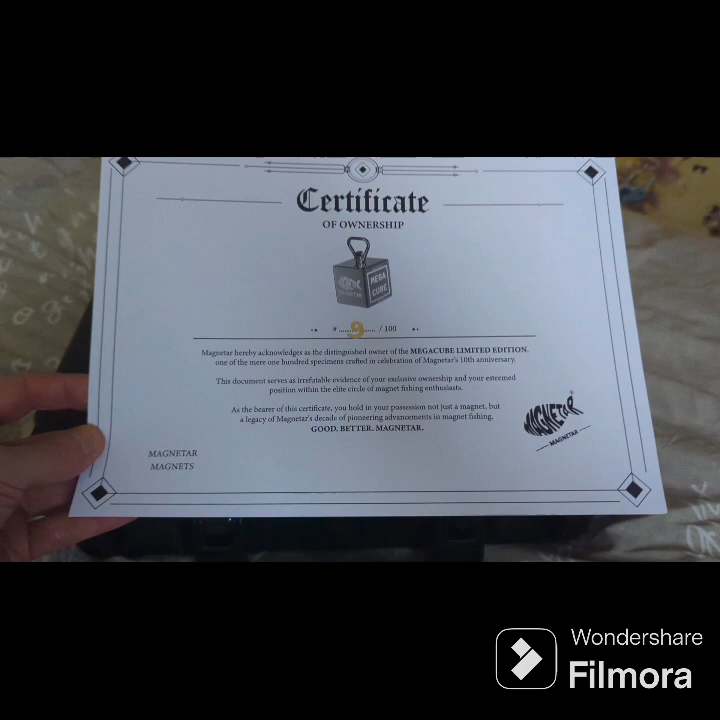 Certificate
OF OWNERSHIP
MEGA
CUBE
# ........9...... / 100
Magnetar hereby acknowledges as the distinguished owner of the MEGACUBE LIMITED EDITION,
one of the mere one hundred specimens crafted in celebration of Magnetar's 10th anniversary.
This document serves as irrefutable evidence of your exclusive ownership and your esteemed
position within the elite circle of magnet fishing enthusiasts.
As the bearer of this certificate, you hold in your possession not just a magnet, but
a legacy of Magnetar's decade of pioneering advancements in magnet fishing.
GOOD. BETTER. MAGNETAR.
MAGNETAR
MAGNETS
MAGNETAR®
MAGNETAR
Wondershare
Filmora